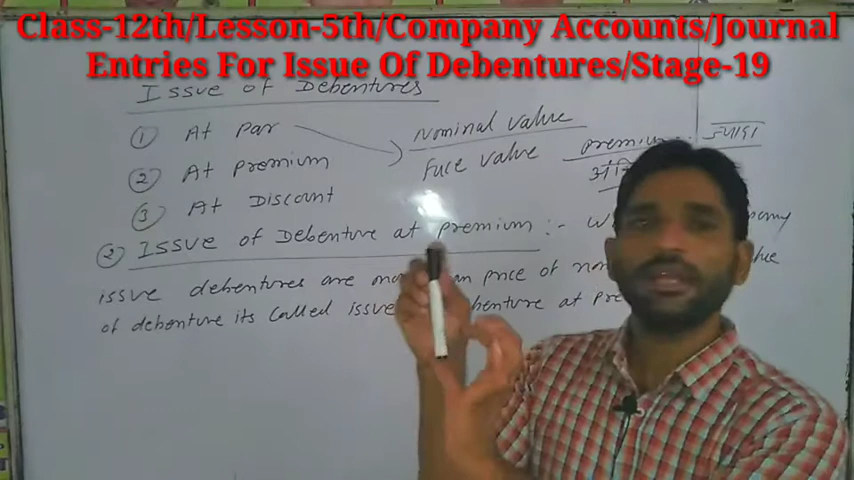 Class-12th/Lesson-5th/Company Accounts/Journal
Entries For Issue Of Debentures/Stage-19
Issue of Debentures
① At Par
Nominal value
Face value
premium:
② At premium
③ At Discount
② Issue of Debenture at premium :-
issue debentures are price of
of debenture its called issue at